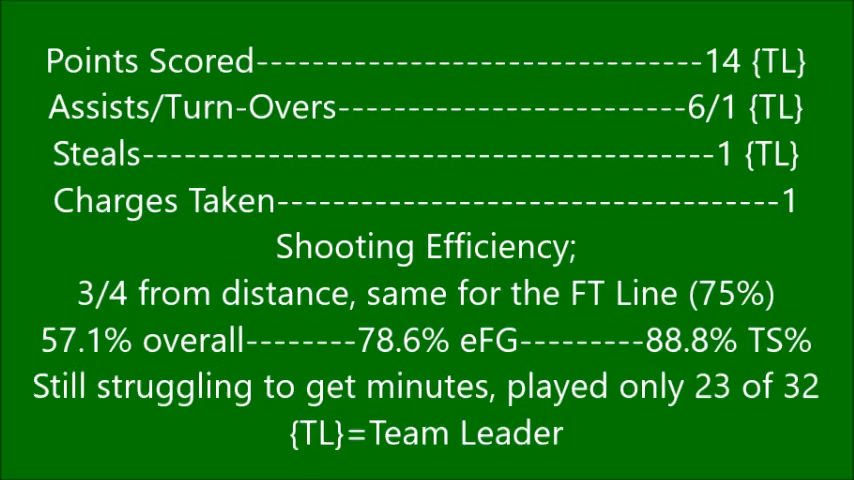 Points Scored--------------------------------14 {TL}
Assists/Turn-Overs-------------------------6/1 {TL}
Steals-----------------------------------------1 {TL}
Charges Taken------------------------------------1
Shooting Efficiency;
3/4 from distance, same for the FT Line (75%)
57.1% overall--------78.6% eFG---------88.8% TS%
Still struggling to get minutes, played only 23 of 32
{TL}=Team Leader